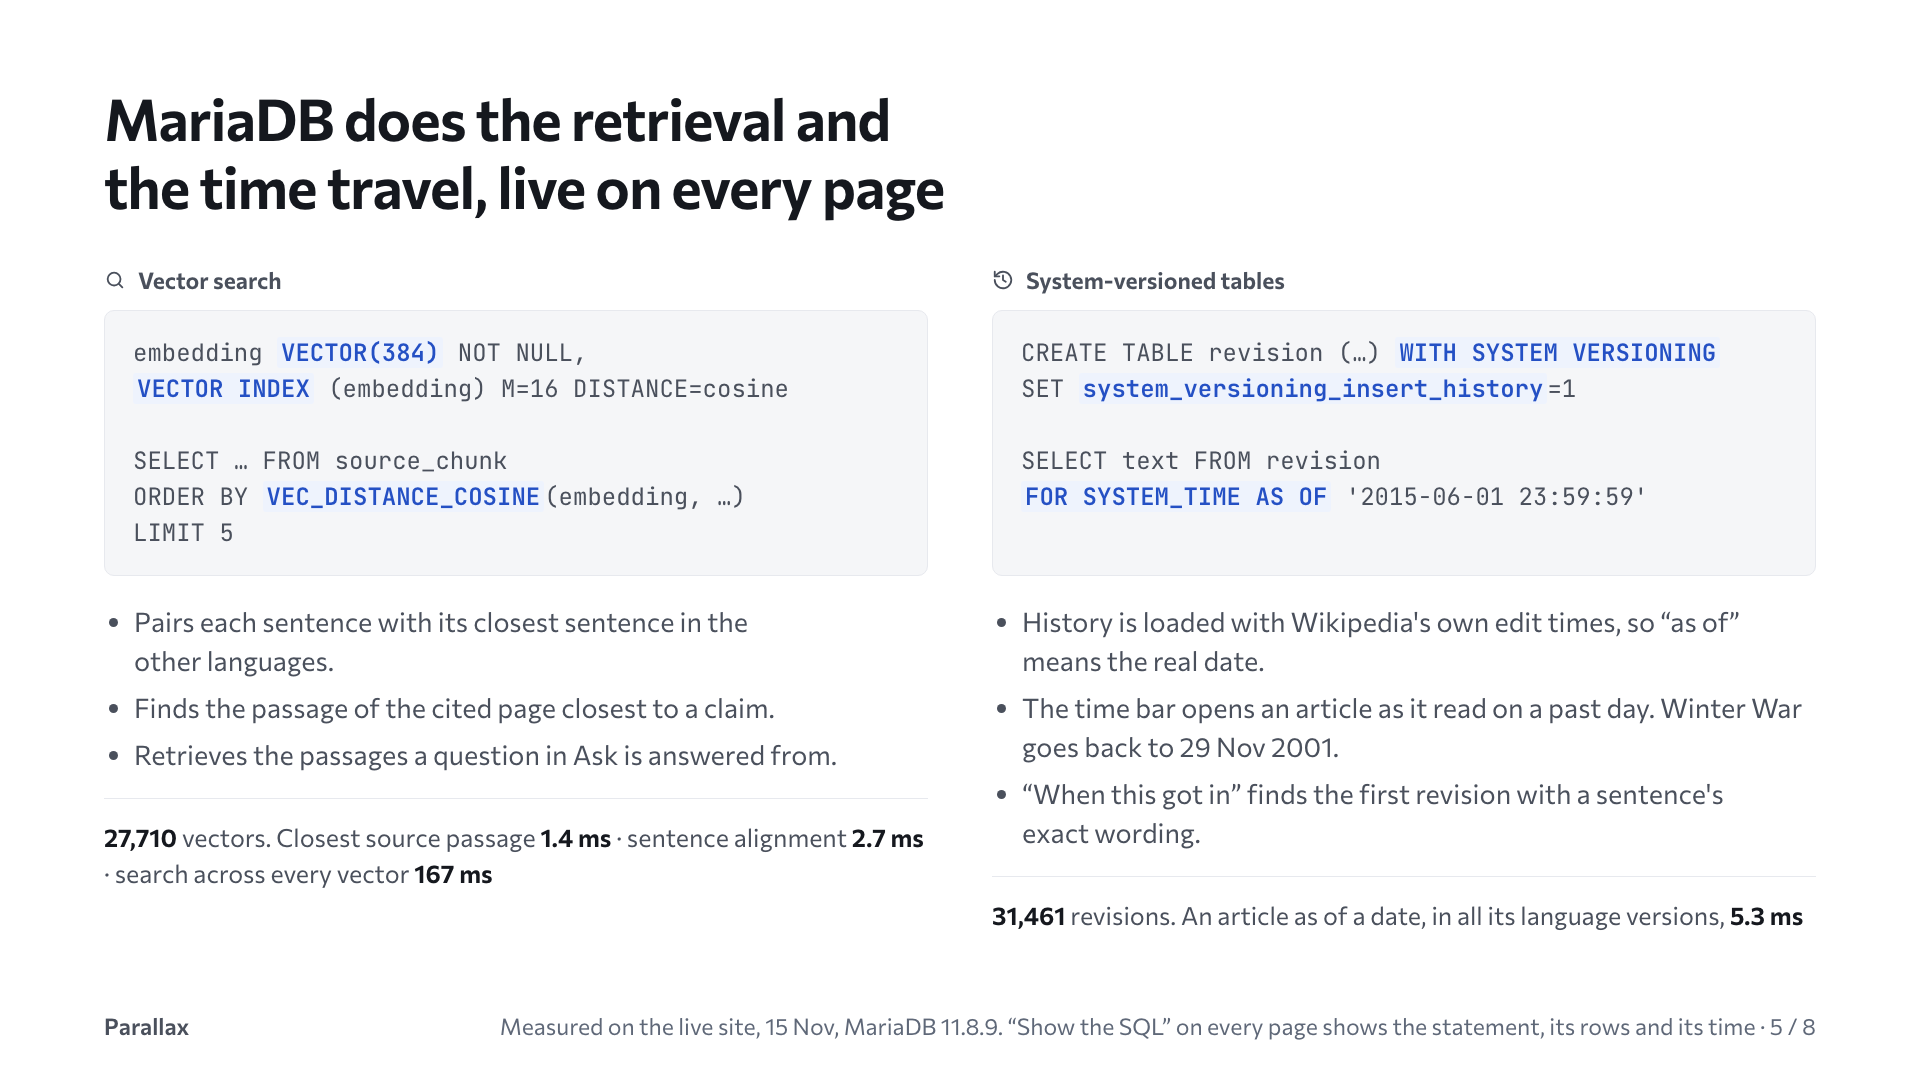 MariaDB does the retrieval and
the time travel, live on every page
Vector search
embedding VECTOR(384) NOT NULL,
VECTOR INDEX (embedding) M=16 DISTANCE=cosine
SELECT … FROM source_chunk
ORDER BY VEC_DISTANCE_COSINE(embedding, …)
LIMIT 5
• Pairs each sentence with its closest sentence in the
other languages.
• Finds the passage of the cited page closest to a claim.
• Retrieves the passages a question in Ask is answered from.
27,710 vectors. Closest source passage 1.4 ms · sentence alignment 2.7 ms
· search across every vector 167 ms
System-versioned tables
CREATE TABLE revision (…) WITH SYSTEM VERSIONING
SET system_versioning_insert_history=1
SELECT text FROM revision
FOR SYSTEM_TIME AS OF '2015-06-01 23:59:59'
• History is loaded with Wikipedia's own edit times, so “as of”
means the real date.
• The time bar opens an article as it read on a past day. Winter War
goes back to 29 Nov 2001.
• “When this got in” finds the first revision with a sentence's
exact wording.
31,461 revisions. An article as of a date, in all its language versions, 5.3 ms
Parallax
Measured on the live site, 15 Nov, MariaDB 11.8.9. “Show the SQL” on every page shows the statement, its rows and its time · 5 / 8